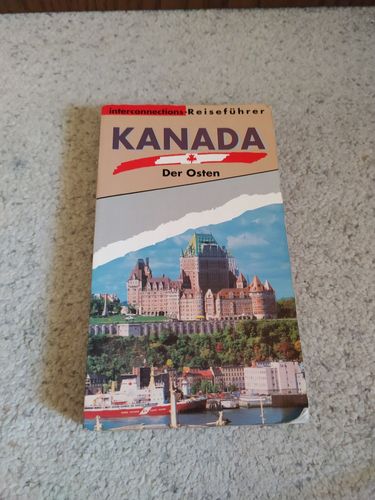 interconnections-Reiseführer
KANADA
Der Osten